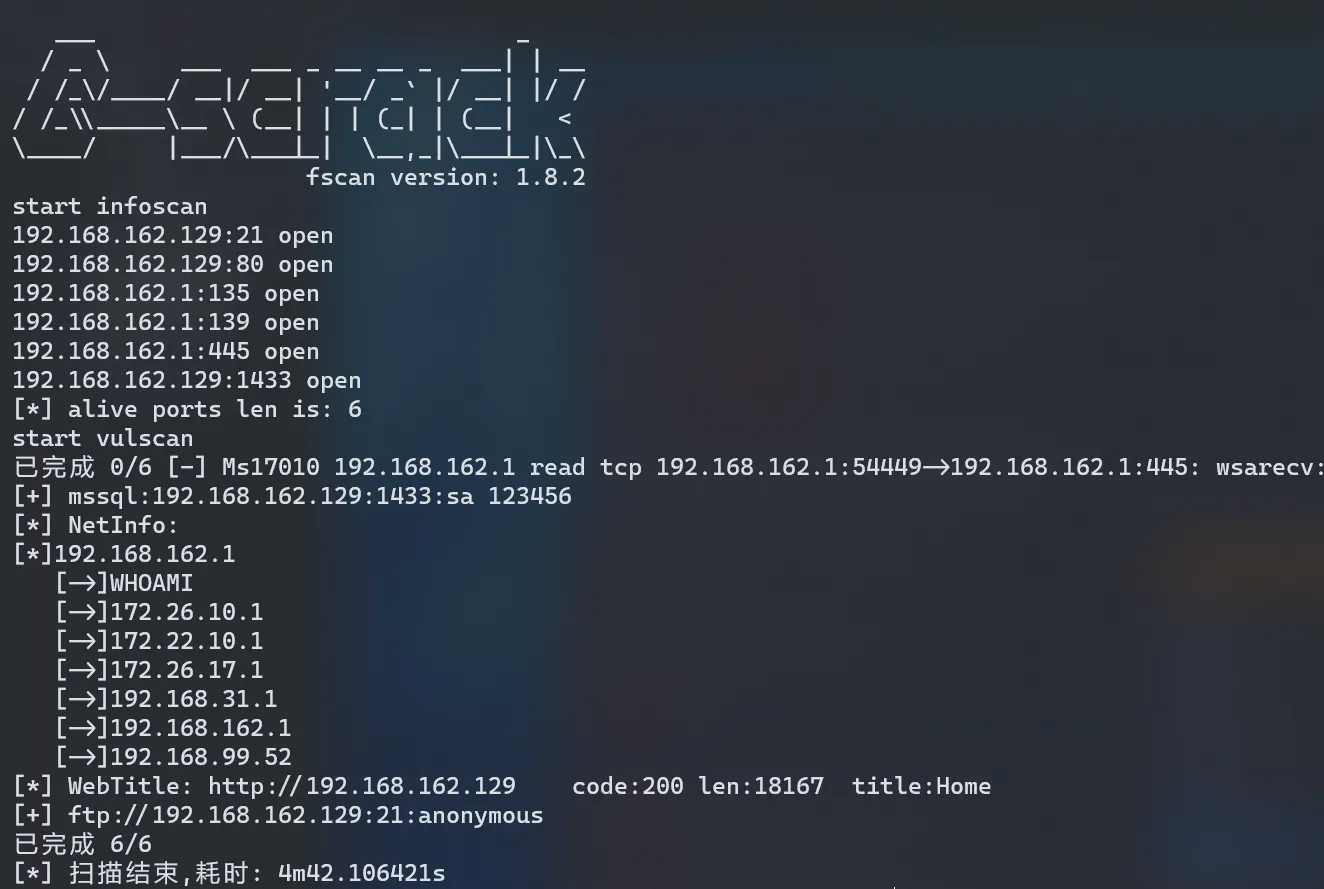 fscan version: 1.8.2
start infoscan
192.168.162.129:21 open
192.168.162.129:80 open
192.168.162.1:135 open
192.168.162.1:139 open
192.168.162.1:445 open
192.168.162.129:1433 open
[*] alive ports len is: 6
start vulscan
已完成 0/6 [-] Ms17010 192.168.162.1 read tcp 192.168.162.1:54449->192.168.162.1:445: wsarecv:
[+] mssql:192.168.162.129:1433:sa 123456
[*] NetInfo:
[*]192.168.162.1
[->]WHOAMI
[->]172.26.10.1
[->]172.22.10.1
[->]172.26.17.1
[->]192.168.31.1
[->]192.168.162.1
[->]192.168.99.52
[*] WebTitle: http://192.168.162.129    code:200 len:18167  title:Home
[+] ftp://192.168.162.129:21:anonymous
已完成 6/6
[*] 扫描结束,耗时: 4m42.106421s